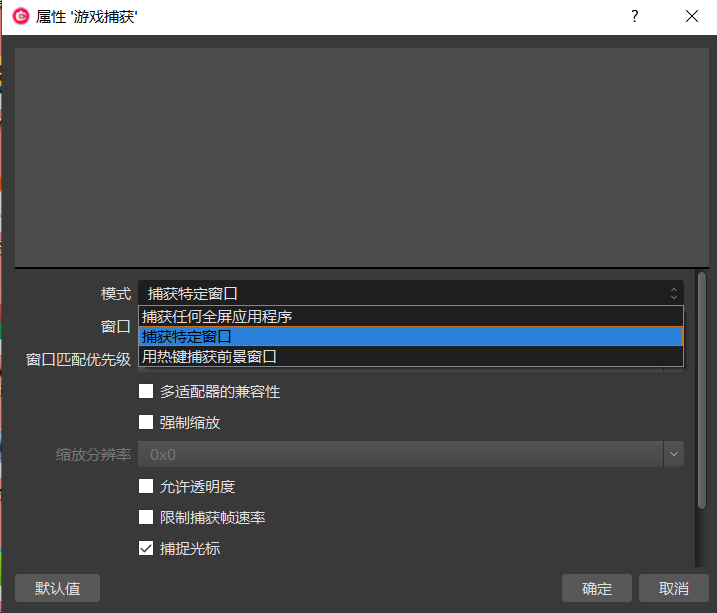 属性 '游戏捕获'
?
模式
捕获特定窗口
捕获任何全屏应用程序
窗口
捕获特定窗口
窗口匹配优先级
用热键捕获前景窗口
多适配器的兼容性
强制缩放
缩放分辨率
0x0
允许透明度
限制捕获帧速率
捕捉光标
默认值
确定
取消